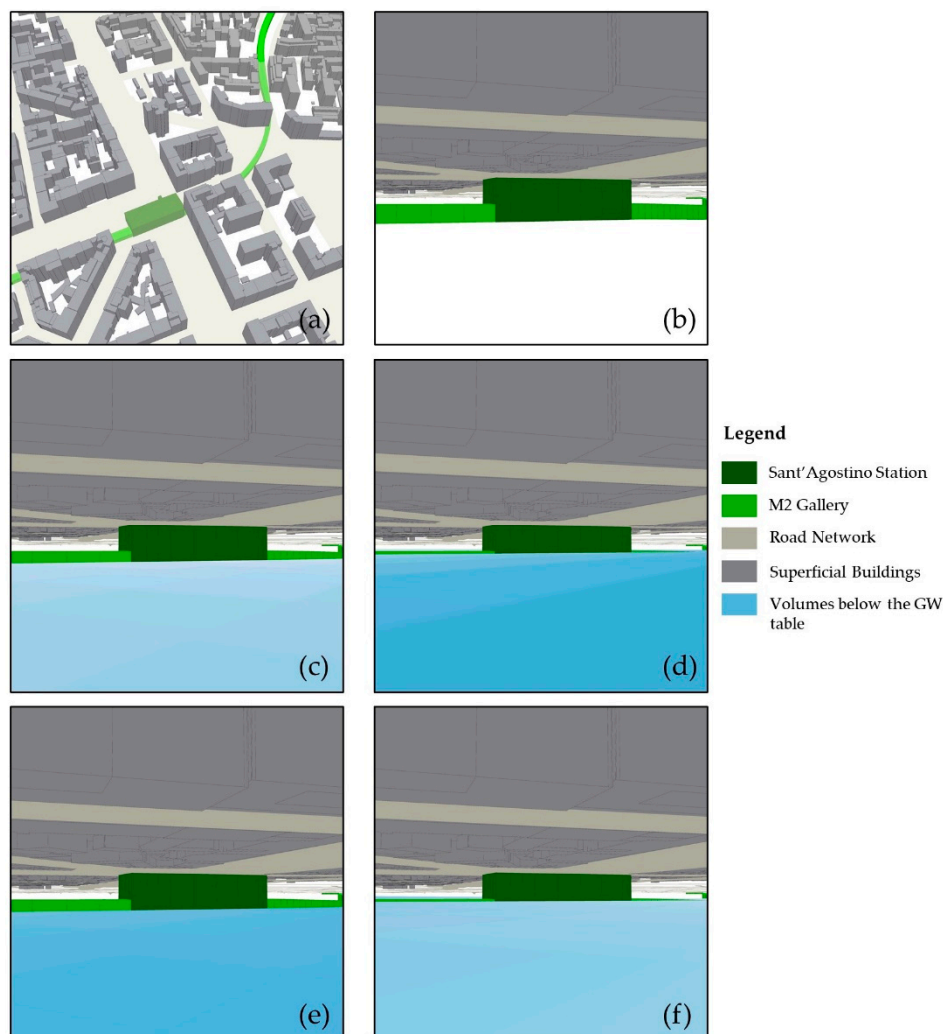 (a)
(b)
(c)
(d)
Legend
Sant'Agostino Station
M2 Gallery
Road Network
Superficial Buildings
Volumes below the GW
table
(e)
(f)